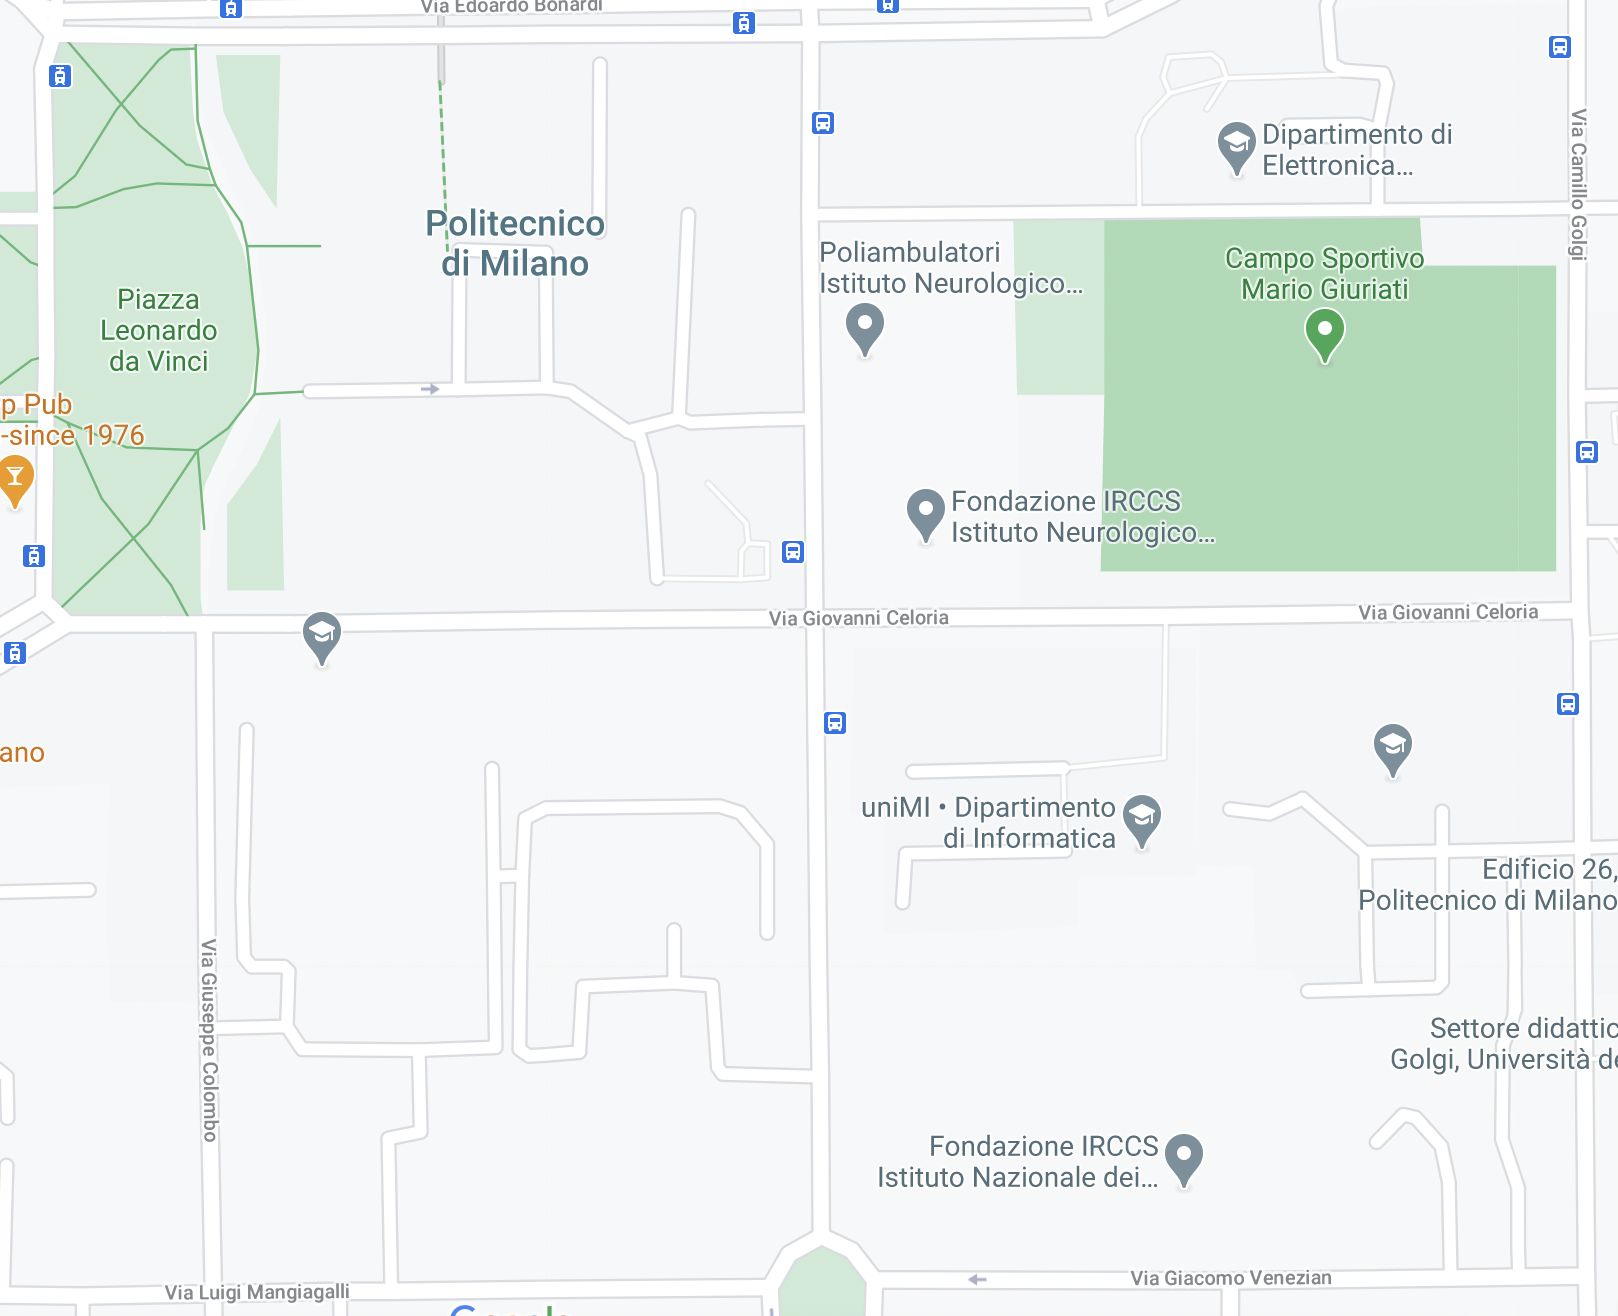 Via Edoardo Bonardi
Dipartimento di
Elettronica...
Via Camillo Golgi
Politecnico
di Milano
Poliambulatori
Istituto Neurologico...
Campo Sportivo
Mario Giuriati
Piazza
Leonardo
da Vinci
p Pub
-since 1976
Fondazione IRCCS
Istituto Neurologico...
Via Giovanni Celoria
Via Giovanni Celoria
ano
uniMI • Dipartimento
di Informatica
Edificio 26,
Politecnico di Milano
Via Giuseppe Colombo
Settore didattic
Golgi, Università de
Fondazione IRCCS
Istituto Nazionale dei...
Via Giacomo Venezian
Via Luigi Mangiagalli